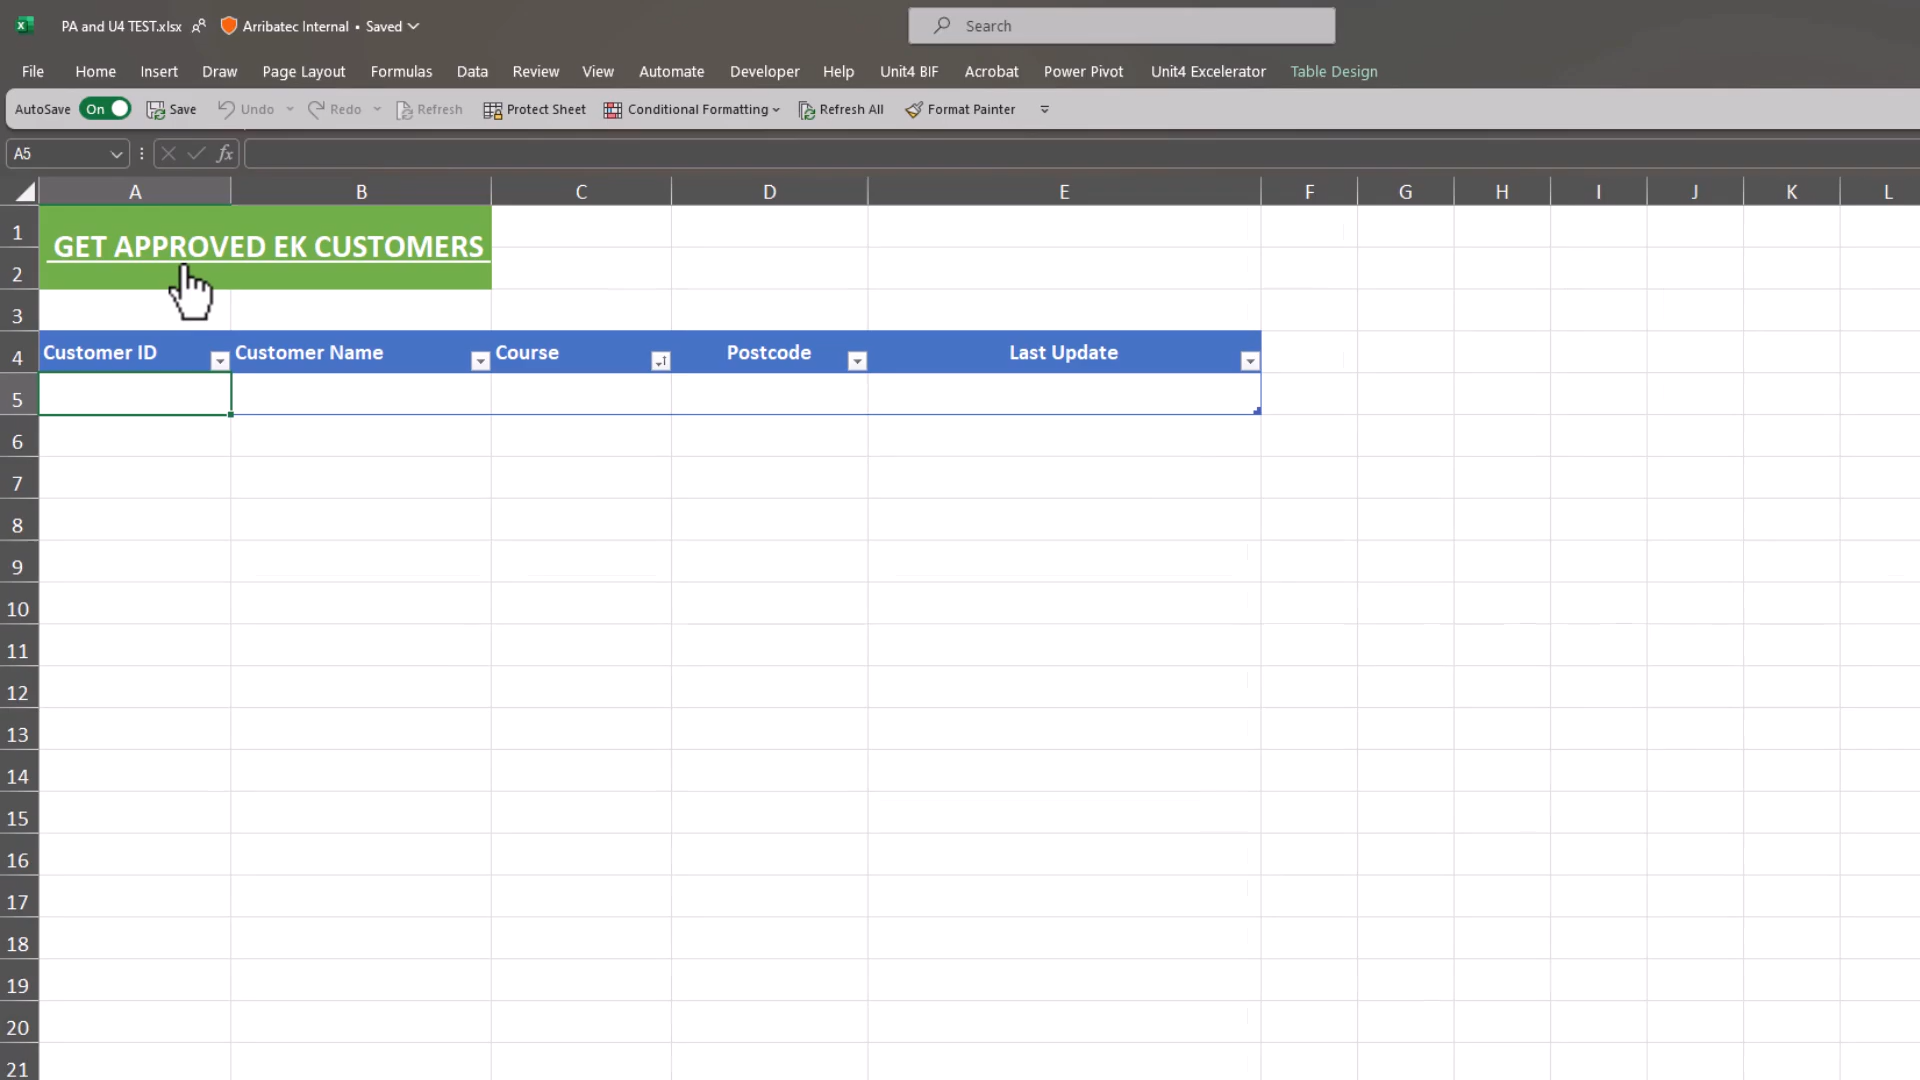 PA and U4 TEST.xlsx Arribatec Internal • Saved Search
File Home Insert Draw Page Layout Formulas Data Review View Automate Developer Help Unit4 BIF Acrobat Power Pivot Unit4 Excelerator Table Design
AutoSave On Save Undo Redo Refresh Protect Sheet Conditional Formatting Refresh All Format Painter
A5 fx
A B C D E F G H I J K L
1
GET APPROVED EK CUSTOMERS
2
3
4 Customer ID Customer Name Course Postcode Last Update
5
6
7
8
9
10
11
12
13
14
15
16
17
18
19
20
21